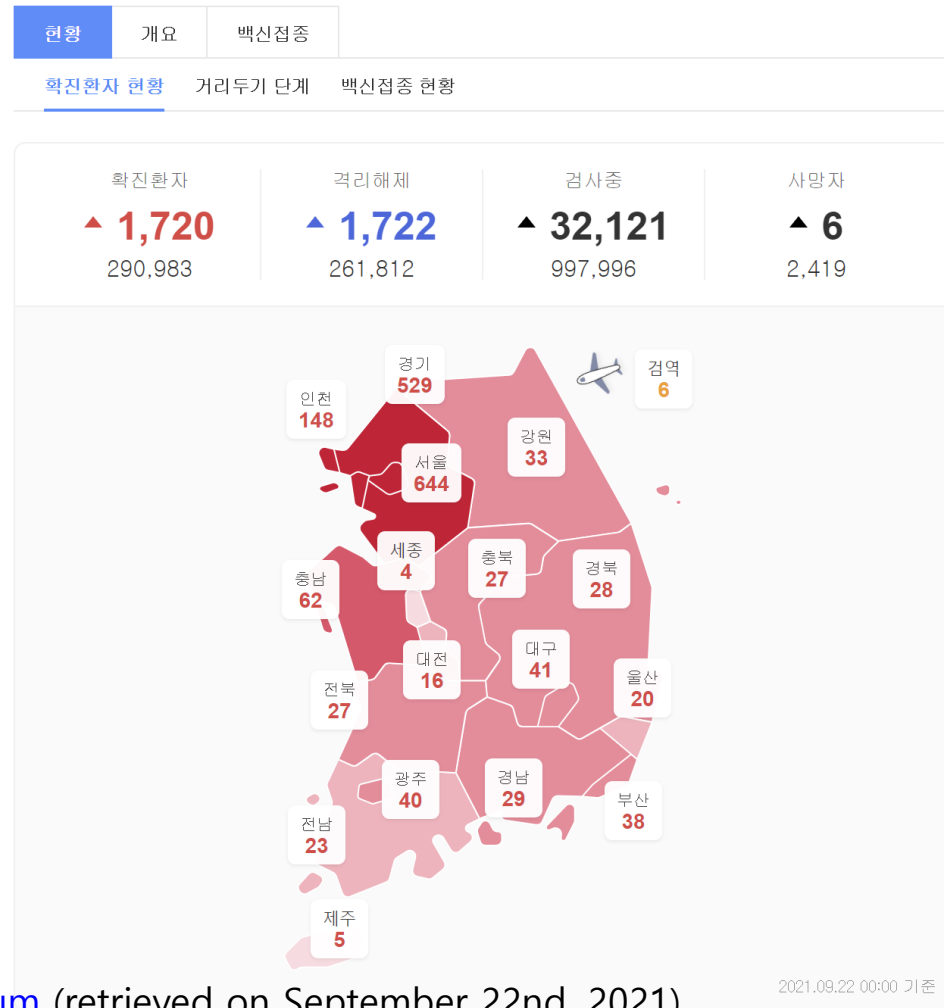 현황 개요 백신접종
확진환자 현황 거리두기 단계 백신접종 현황
확진환자 격리해제 검사중 사망자
▲ 1,720 ▲ 1,722 ▲ 32,121 ▲ 6
290,983 261,812 997,996 2,419
경기
529
검역
6
인천
148
강원
33
서울
644
세종
4
충북
27
경북
28
충남
62
대전
16
대구
41
울산
20
전북
27
광주
40
경남
29
부산
38
전남
23
제주
5
2021.09.22 00:00 기준
um (retrieved on September 22nd, 2021)